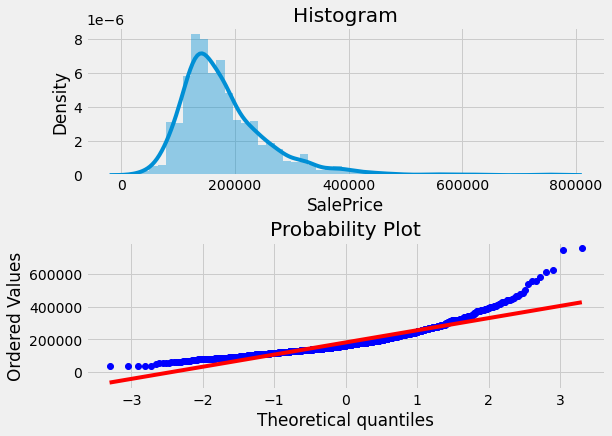 Histogram
1e−6
8
6
4
2
0
Density
0 200000 400000 600000 800000
SalePrice
Probability Plot
600000
400000
200000
0
Ordered Values
−3 −2 −1 0 1 2 3
Theoretical quantiles